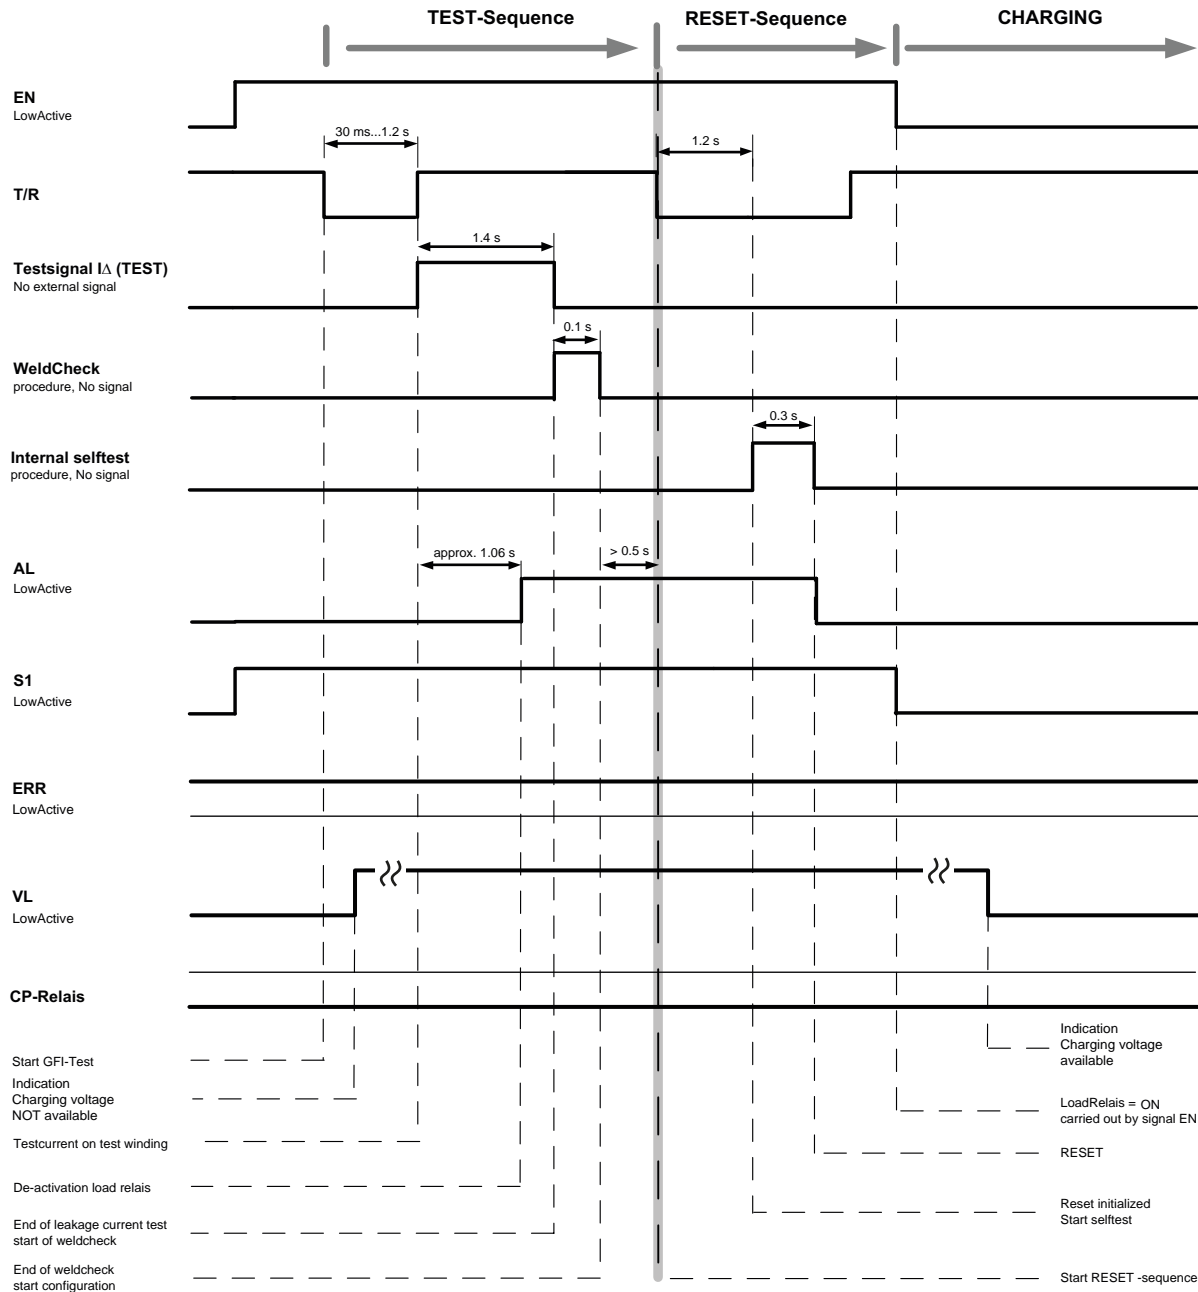 TEST-Sequence
RESET-Sequence
CHARGING
EN
LowActive
30 ms...1.2 s
1.2 s
T/R
1.4 s
Testsignal I∆ (TEST)
No external signal
0.1 s
WeldCheck
procedure, No signal
0.3 s
Internal selftest
procedure, No signal
approx. 1.06 s
> 0.5 s
AL
LowActive
S1
LowActive
ERR
LowActive
VL
LowActive
CP-Relais
Start GFI-Test
Indication
Charging voltage
NOT available
Testcurrent on test winding
De-activation load relais
End of leakage current test
start of weldcheck
End of weldcheck
start configuration
Indication
Charging voltage
available
LoadRelais = ON
carried out by signal EN
RESET
Reset initialized
Start selftest
Start RESET -sequence